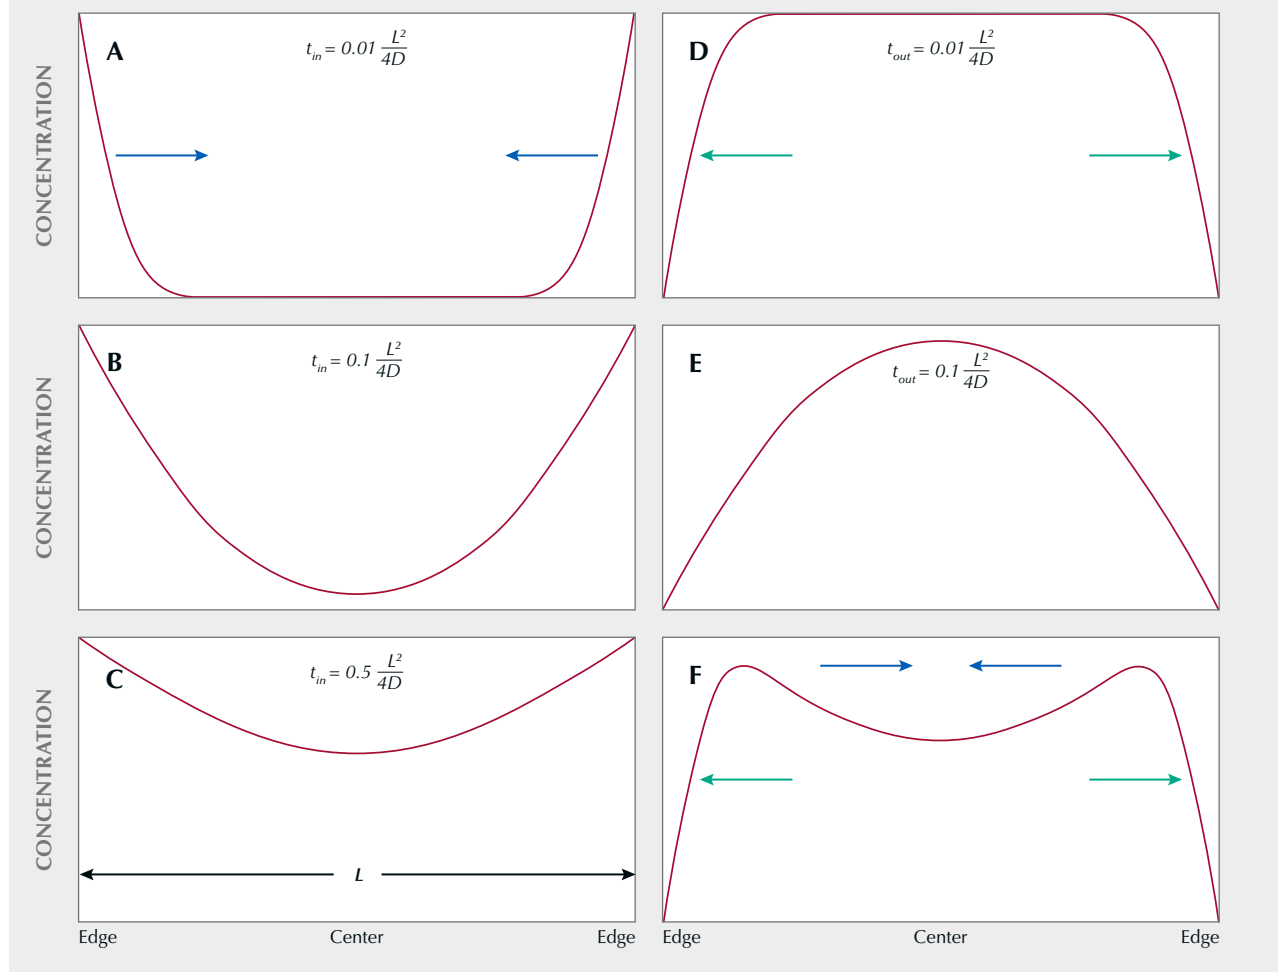 CONCENTRATION
A
t_in = 0.01 L²/4D
D
t_out = 0.01 L²/4D
CONCENTRATION
B
t_in = 0.1 L²/4D
E
t_out = 0.1 L²/4D
CONCENTRATION
C
t_in = 0.5 L²/4D
F
L
Edge Center Edge
Edge Center Edge